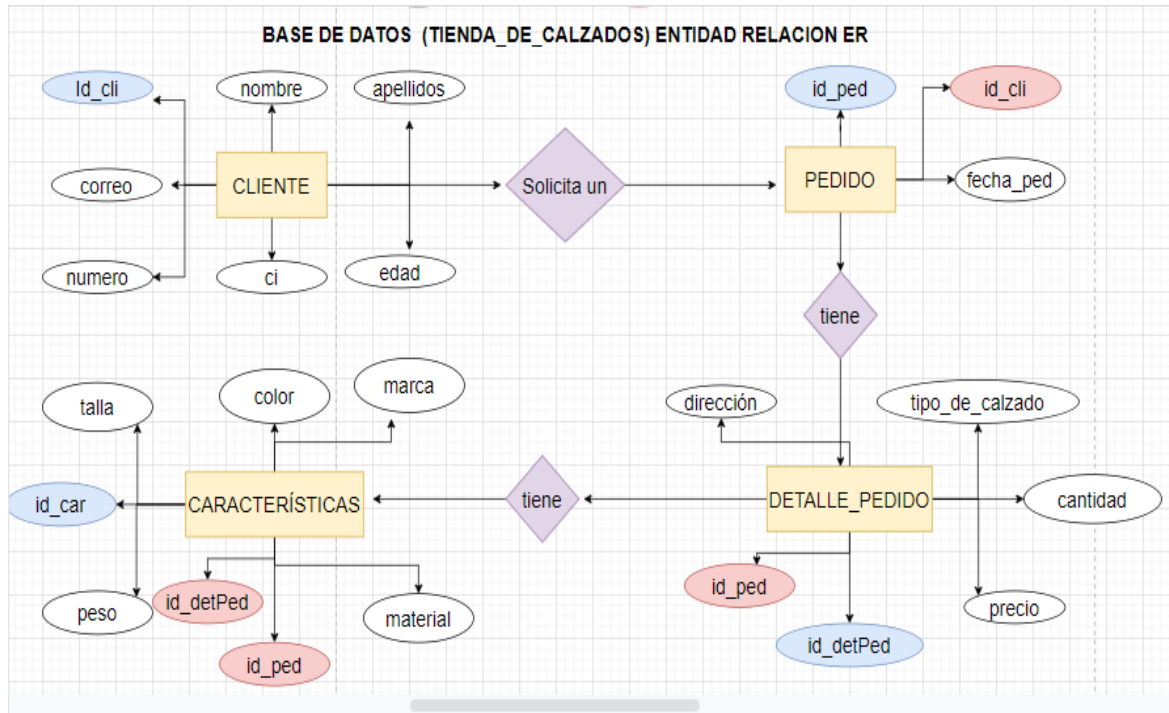 BASE DE DATOS (TIENDA_DE_CALZADOS) ENTIDAD RELACION ER
Id_cli
nombre
apellidos
id_ped
id_cli
correo
CLIENTE
Solicita un
PEDIDO
fecha_ped
numero
ci
edad
tiene
talla
color
marca
dirección
tipo_de_calzado
id_car
CARACTERÍSTICAS
tiene
DETALLE_PEDIDO
cantidad
peso
id_detPed
material
id_ped
precio
id_ped
id_detPed